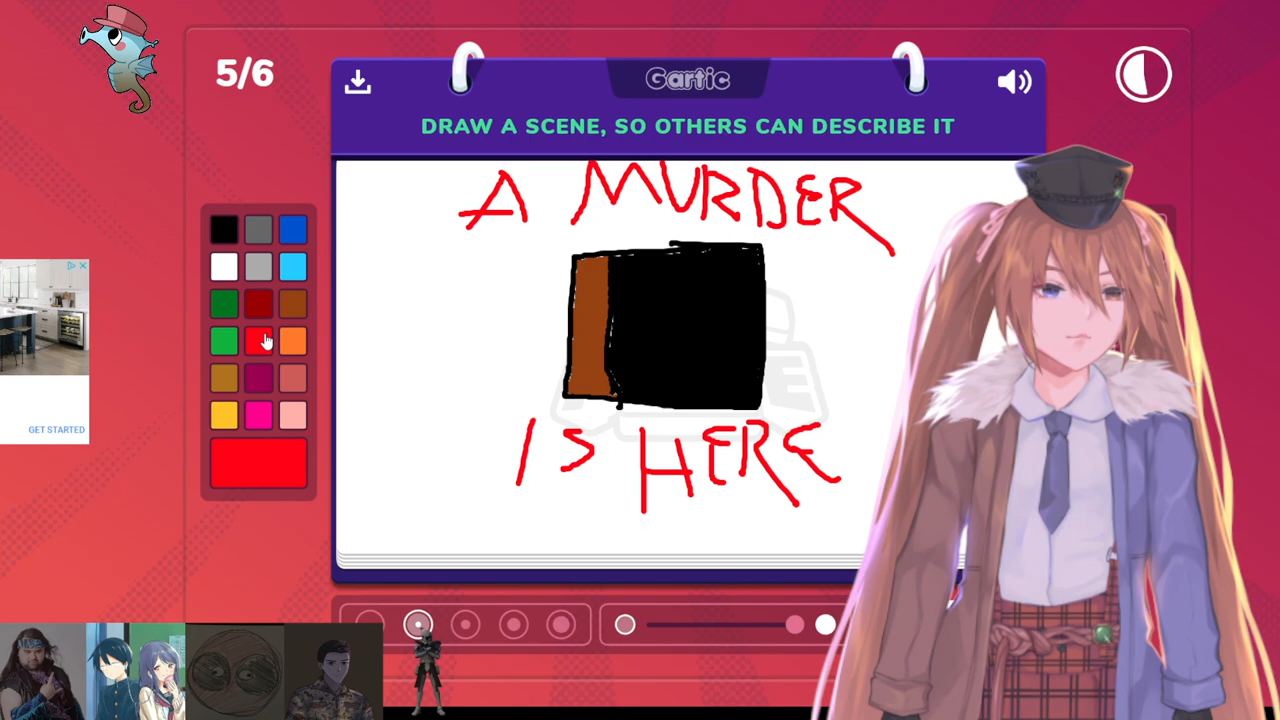 5/6
Gartic
DRAW A SCENE, SO OTHERS CAN DESCRIBE IT
A MURDER
IS HERE
GET STARTED